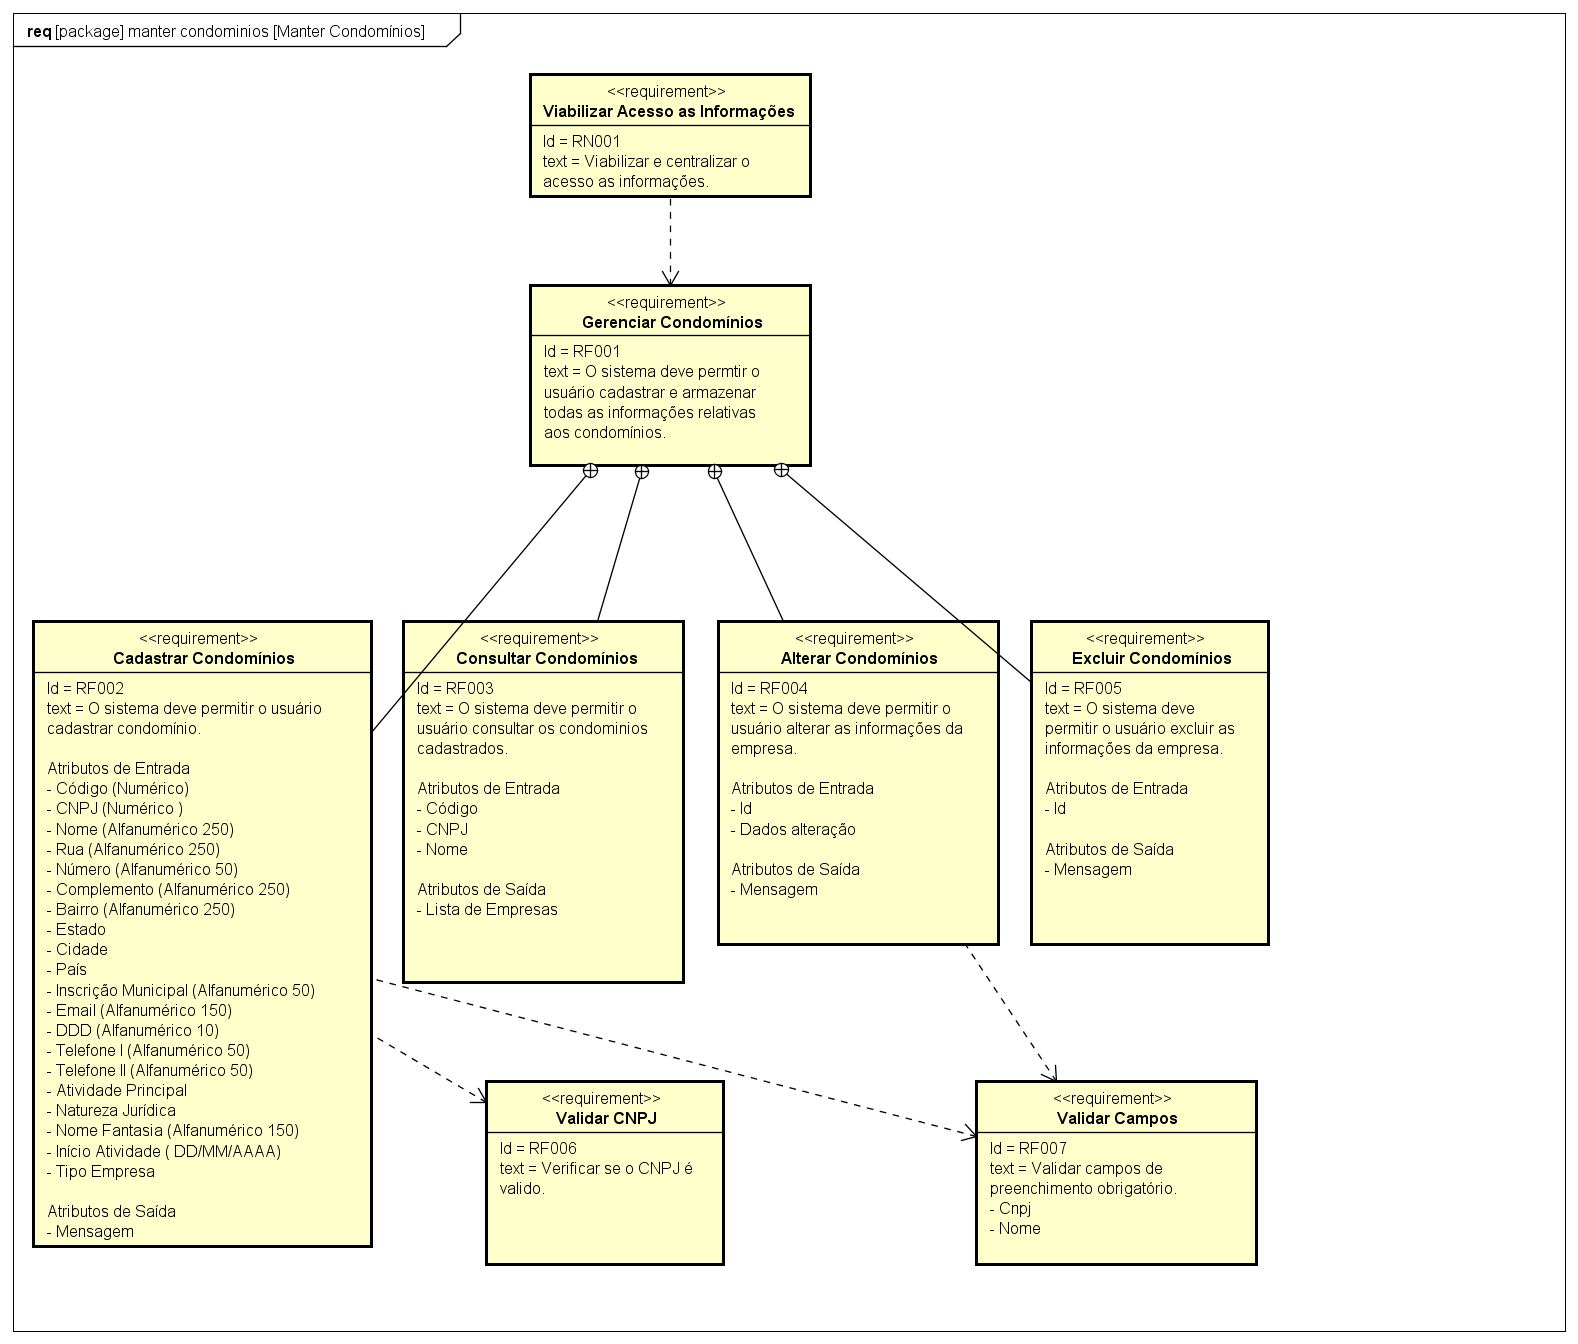 req [package] manter condominios [Manter Condomínios]
<<requirement>>
Viabilizar Acesso as Informações
Id = RN001
text = Viabilizar e centralizar o
acesso as informações.
<<requirement>>
Gerenciar Condomínios
Id = RF001
text = O sistema deve permtir o
usuário cadastrar e armazenar
todas as informações relativas
aos condomínios.
<<requirement>>
Cadastrar Condomínios
Id = RF002
text = O sistema deve permitir o usuário
cadastrar condomínio.
Atributos de Entrada
- Código (Numérico)
- CNPJ (Numérico )
- Nome (Alfanumérico 250)
- Rua (Alfanumérico 250)
- Número (Alfanumérico 50)
- Complemento (Alfanumérico 250)
- Bairro (Alfanumérico 250)
- Estado
- Cidade
- País
- Inscrição Municipal (Alfanumérico 50)
- Email (Alfanumérico 150)
- DDD (Alfanumérico 10)
- Telefone I (Alfanumérico 50)
- Telefone II (Alfanumérico 50)
- Atividade Principal
- Natureza Jurídica
- Nome Fantasia (Alfanumérico 150)
- Início Atividade ( DD/MM/AAAA)
- Tipo Empresa
Atributos de Saída
- Mensagem
<<requirement>>
Consultar Condomínios
Id = RF003
text = O sistema deve permitir o
usuário consultar os condominios
cadastrados.
Atributos de Entrada
- Código
- CNPJ
- Nome
Atributos de Saída
- Lista de Empresas
<<requirement>>
Alterar Condomínios
Id = RF004
text = O sistema deve permitir o
usuário alterar as informações da
empresa.
Atributos de Entrada
- Id
- Dados alteração
Atributos de Saída
- Mensagem
<<requirement>>
Excluir Condomínios
Id = RF005
text = O sistema deve
permitir o usuário excluir as
informações da empresa.
Atributos de Entrada
- Id
Atributos de Saída
- Mensagem
<<requirement>>
Validar CNPJ
Id = RF006
text = Verificar se o CNPJ é
valido.
<<requirement>>
Validar Campos
Id = RF007
text = Validar campos de
preenchimento obrigatório.
- Cnpj
- Nome